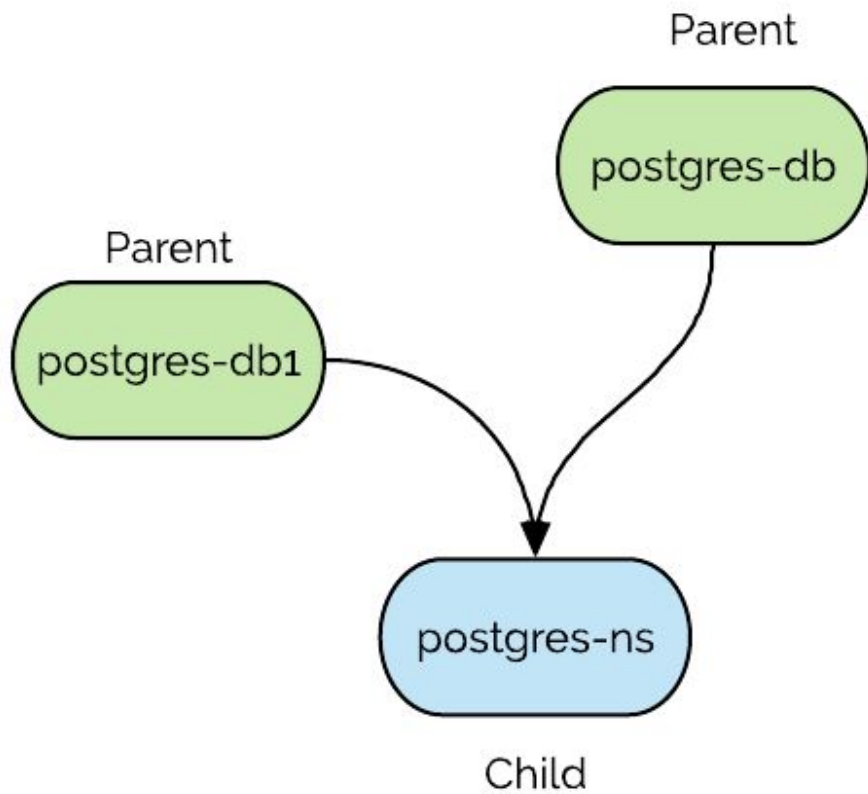 Parent
postgres-db
Parent
postgres-db1
postgres-ns
Child